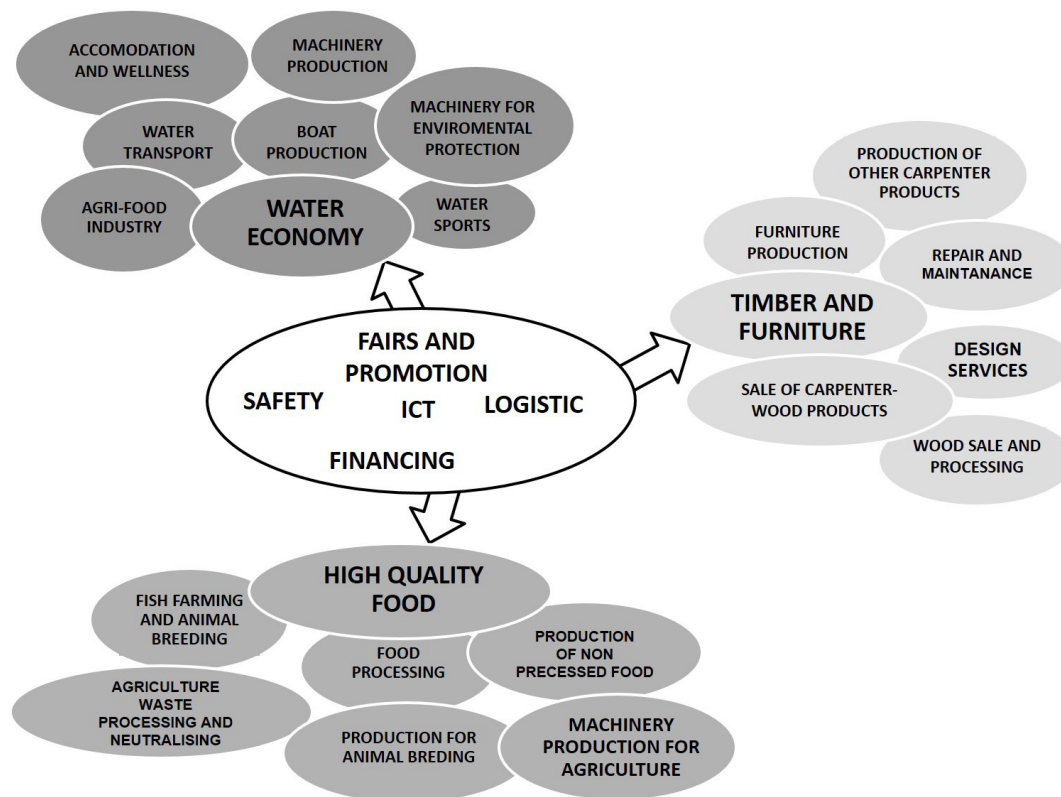 ACCOMODATION
AND WELLNESS
MACHINERY
PRODUCTION
MACHINERY FOR
ENVIROMENTAL
PROTECTION
WATER
TRANSPORT
BOAT
PRODUCTION
AGRI-FOOD
INDUSTRY
WATER
ECONOMY
WATER
SPORTS
PRODUCTION OF
OTHER CARPENTER
PRODUCTS
FURNITURE
PRODUCTION
REPAIR AND
MAINTANANCE
TIMBER AND
FURNITURE
DESIGN
SERVICES
SALE OF CARPENTER-
WOOD PRODUCTS
WOOD SALE AND
PROCESSING
FAIRS AND
PROMOTION
SAFETY
ICT
LOGISTIC
FINANCING
HIGH QUALITY
FOOD
FISH FARMING
AND ANIMAL
BREEDING
FOOD
PROCESSING
PRODUCTION
OF NON
PRECESSED FOOD
AGRICULTURE
WASTE
PROCESSING AND
NEUTRALISING
PRODUCTION FOR
ANIMAL BREDING
MACHINERY
PRODUCTION FOR
AGRICULTURE